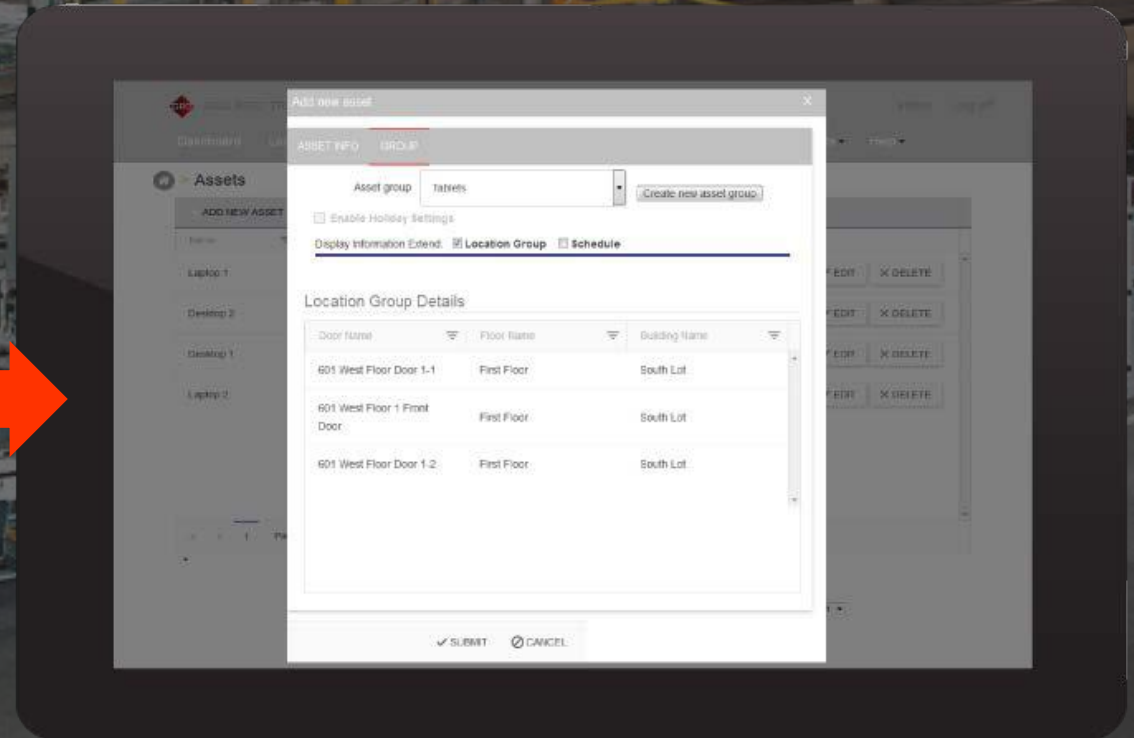 Add new asset X
Log off
Dashboard
Help
ASSET INFO GROUP
Assets
Asset group Tablets Create new asset group
ADD NEW ASSET
Enable Holiday Settings
Display Information Extend: Location Group Schedule
Name
Laptop 1 EDIT DELETE
Location Group Details
Desktop 2 EDIT DELETE
Door Name Floor Name Building Name
Desktop 1 EDIT DELETE
601 West Floor Door 1-1 First Floor South Lot
Laptop 2 EDIT DELETE
601 West Floor 1 Front
Door First Floor South Lot
601 West Floor Door 1-2 First Floor South Lot
1
SUBMIT CANCEL